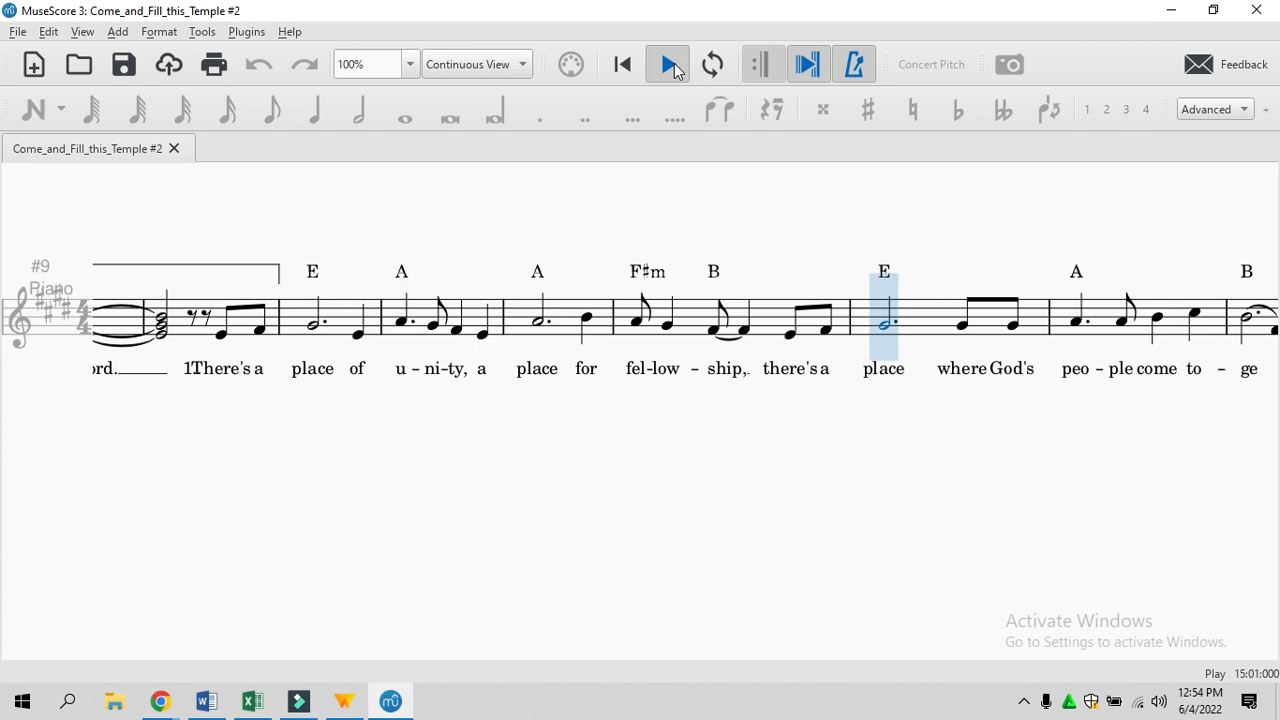 MuseScore 3: Come_and_Fill_this_Temple #2
File Edit View Add Format Tools Plugins Help
100% Continuous View Concert Pitch Feedback
1 2 3 4 Advanced +
Come_and_Fill_this_Temple #2
#9
Piano
E A A F♯m B E A B
ord. 1.There's a place of u - ni-ty, a place for fel-low - ship,. there's a place where God's peo - ple come to - ge
Activate Windows
Go to Settings to activate Windows.
Play 15:01:000
12:54 PM
6/4/2022